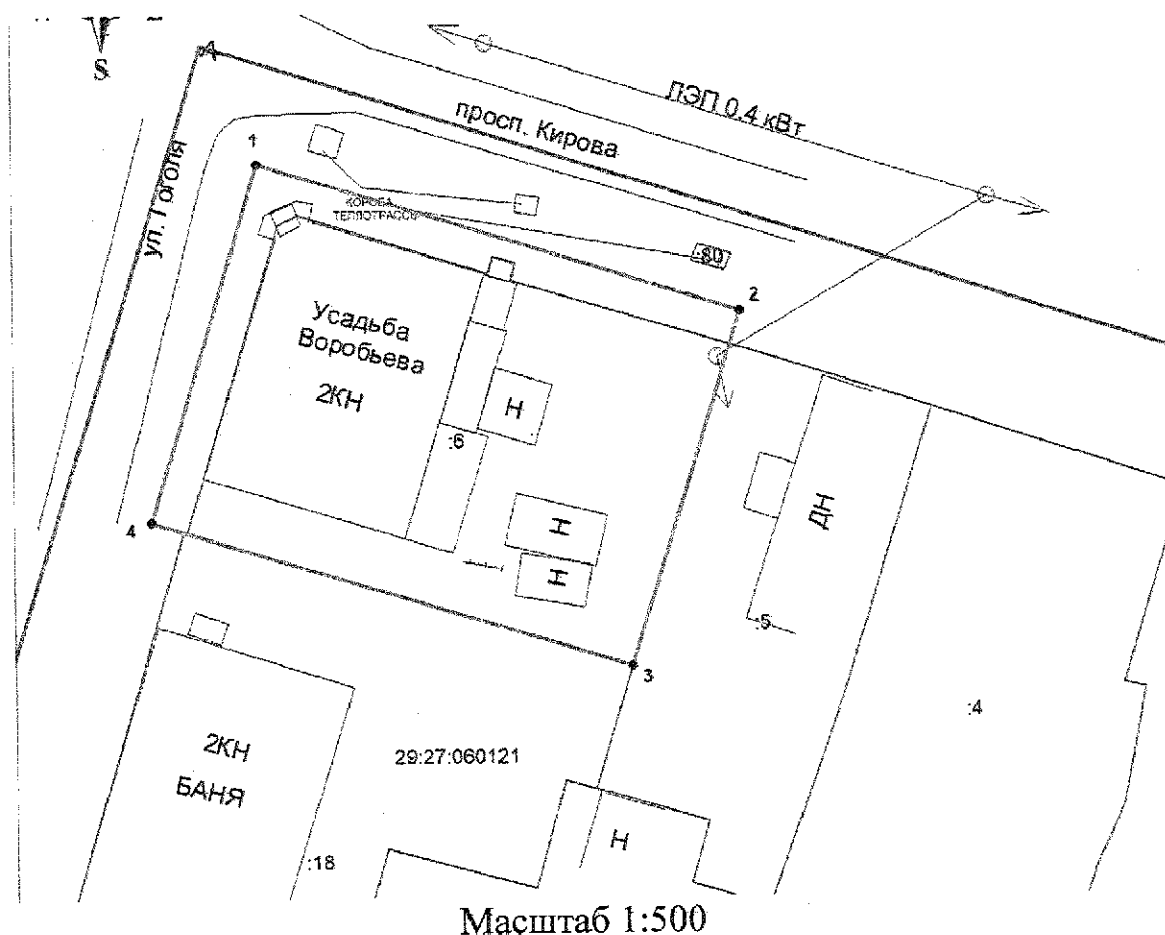 S
ЛЭП 0.4 кВт
просп. Кирова
ул. Гоголя
1
КОРОБА
ТЕПЛОТРАССЫ
:80
2
Усадьба
Воробьева
2КН
Н
:6
Н
Н
ДН
:5
4
3
:4
2КН
БАНЯ
29:27:060121
:18
Н
Масштаб 1:500